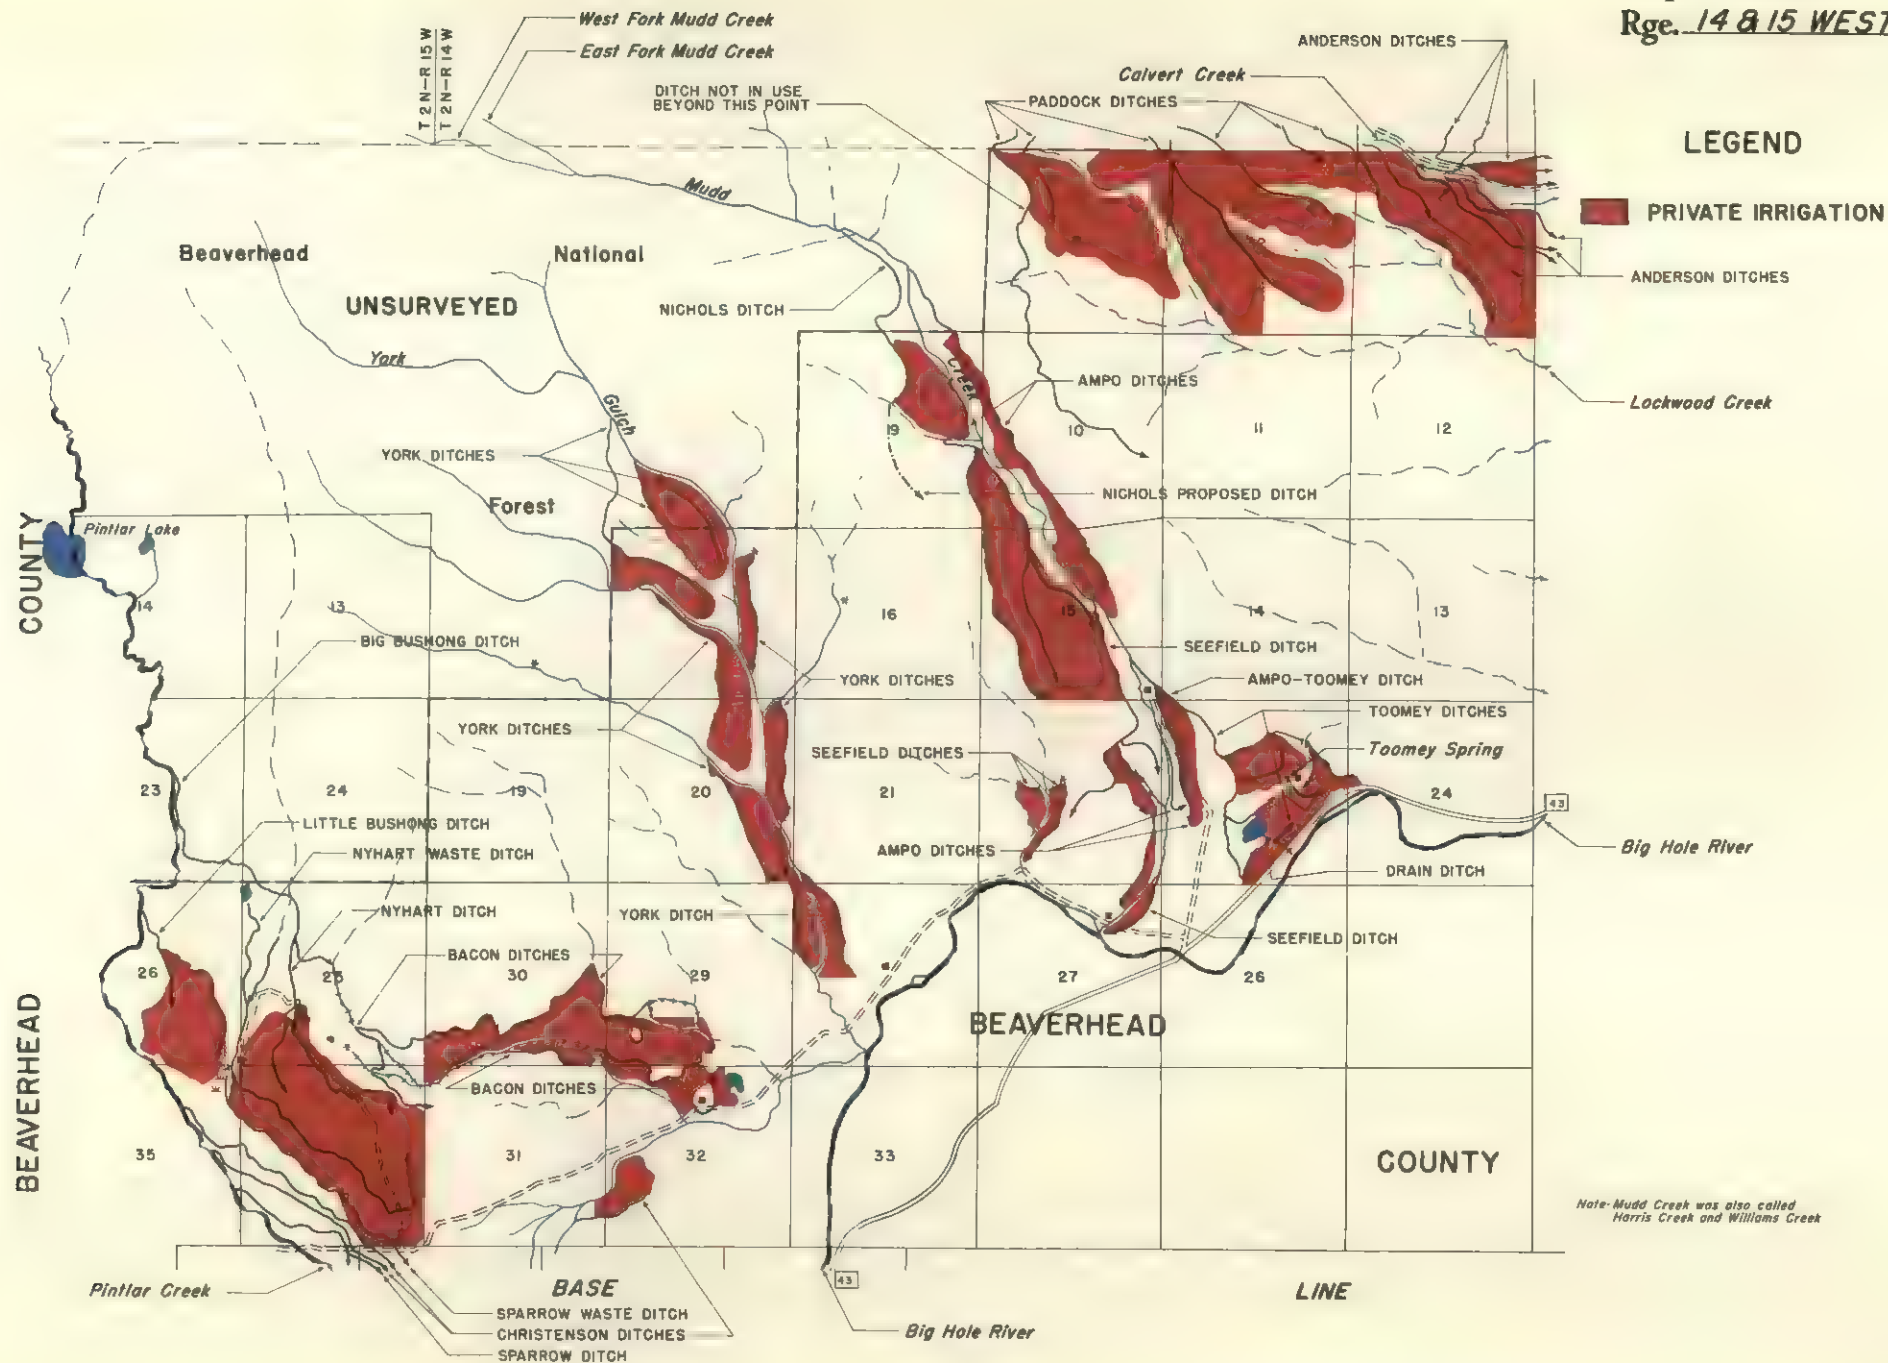 Rge. 14 & 15 WEST
West Fork Mudd Creek
East Fork Mudd Creek
T 2 N - R 15 W
T 2 N - R 14 W
ANDERSON DITCHES
Calvert Creek
DITCH NOT IN USE
BEYOND THIS POINT
PADDOCK DITCHES
LEGEND
PRIVATE IRRIGATION
Mudd
Beaverhead
National
UNSURVEYED
NICHOLS DITCH
ANDERSON DITCHES
York
Creek
AMPO DITCHES
Lockwood Creek
Gulch
9
10
11
12
YORK DITCHES
NICHOLS PROPOSED DITCH
Forest
COUNTY
Pintlar Lake
14
13
16
15
14
13
BIG BUSHONG DITCH
SEEFIELD DITCH
YORK DITCHES
AMPO-TOOMEY DITCH
TOOMEY DITCHES
YORK DITCHES
SEEFIELD DITCHES
Toomey Spring
23
24
19
20
21
24
43
LITTLE BUSHONG DITCH
NYHART WASTE DITCH
AMPO DITCHES
Big Hole River
DRAIN DITCH
NYHART DITCH
YORK DITCH
SEEFIELD DITCH
BACON DITCHES
26
25
30
29
27
26
BEAVERHEAD
BEAVERHEAD
BACON DITCHES
35
31
32
33
COUNTY
Note-Mudd Creek was also called
Harris Creek and Williams Creek
Pintlar Creek
BASE
43
LINE
SPARROW WASTE DITCH
CHRISTENSON DITCHES
SPARROW DITCH
Big Hole River